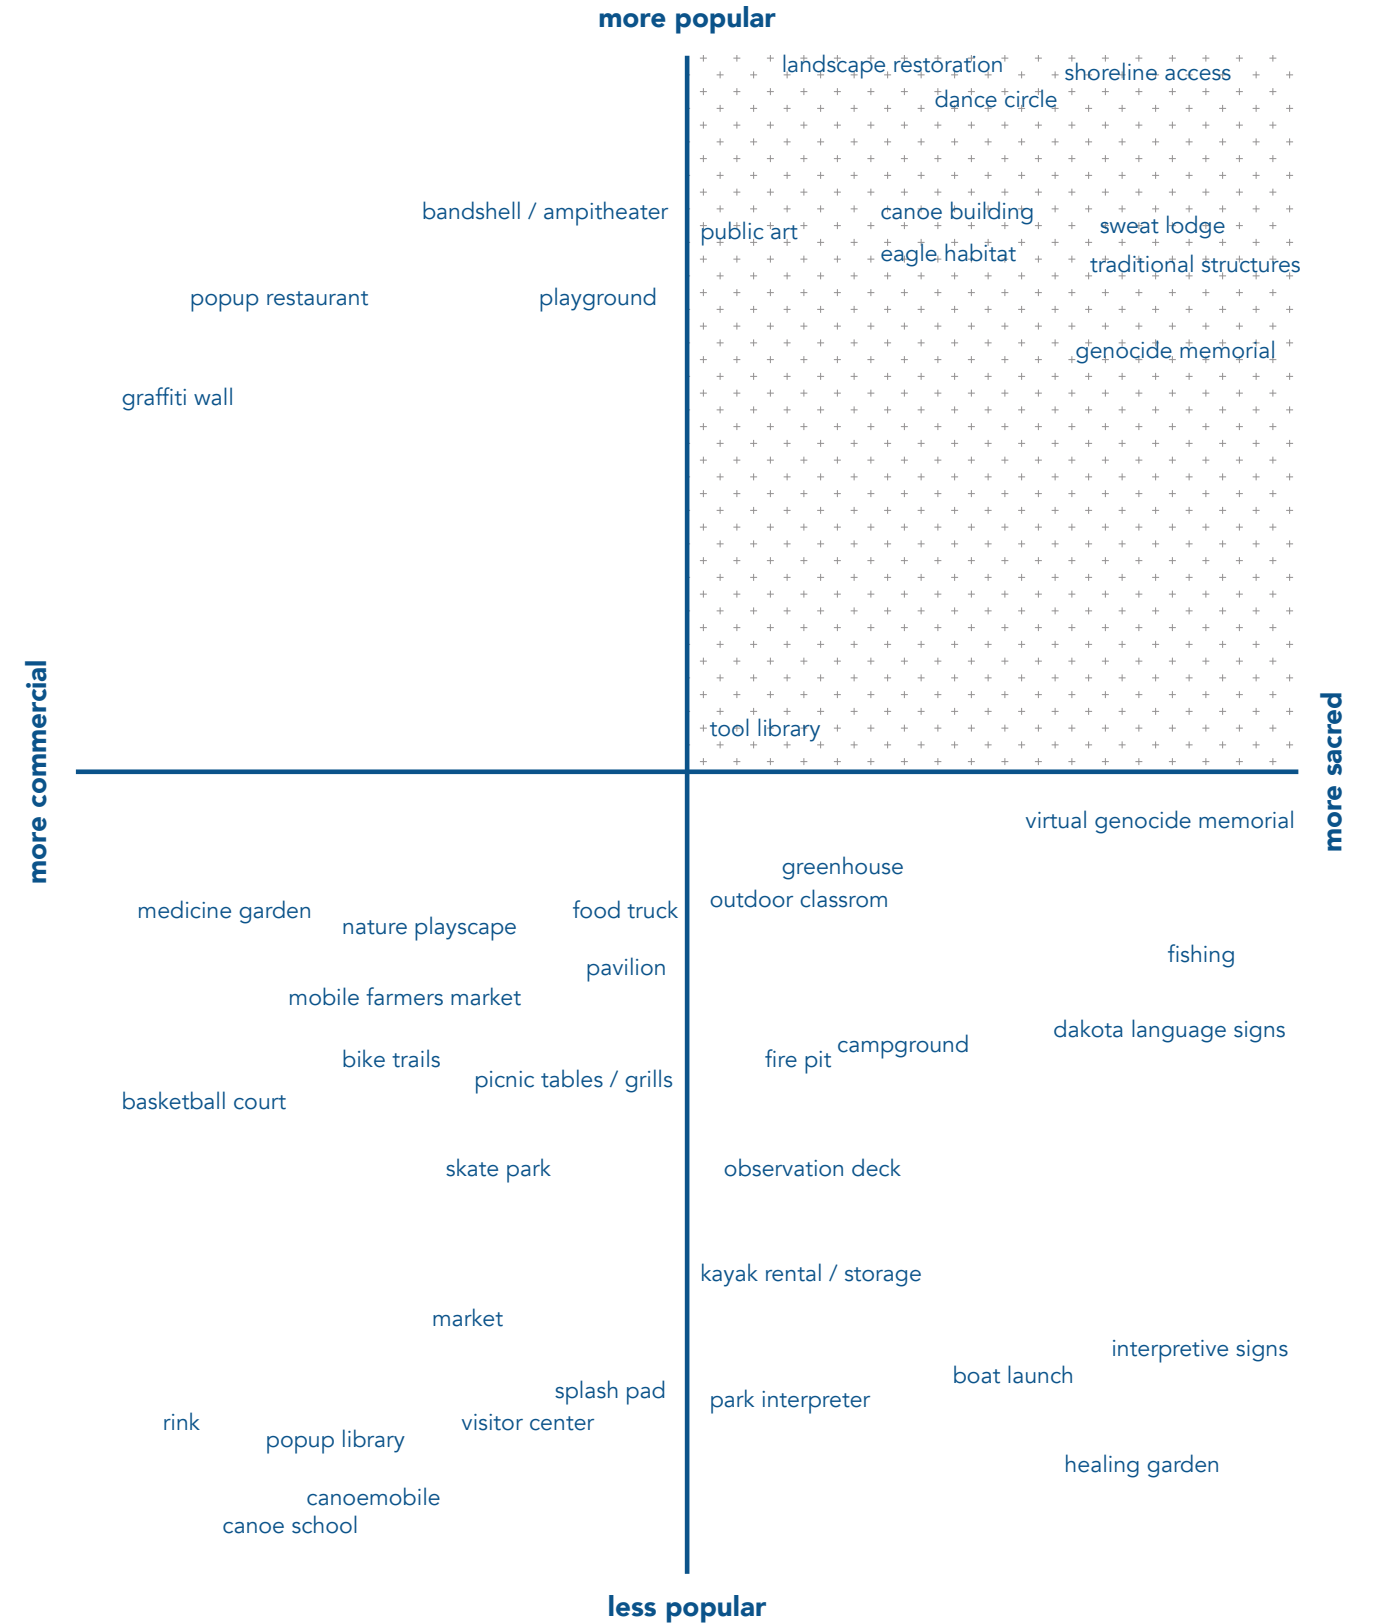 more popular
landscape restoration
shoreline access
dance circle
bandshell / ampitheater
canoe building
public art
sweat lodge
eagle habitat
traditional structures
popup restaurant
playground
genocide memorial
graffiti wall
tool library
more commercial
more sacred
virtual genocide memorial
greenhouse
outdoor classrom
medicine garden
food truck
nature playscape
fishing
pavilion
mobile farmers market
dakota language signs
campground
bike trails
fire pit
picnic tables / grills
basketball court
skate park
observation deck
kayak rental / storage
market
interpretive signs
boat launch
splash pad
park interpreter
rink
visitor center
popup library
healing garden
canoemobile
canoe school
less popular